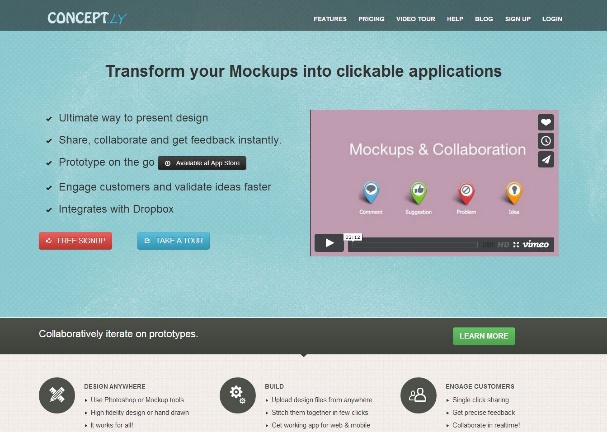 CONCEPT.LY
FEATURES PRICING VIDEO TOUR HELP BLOG SIGN UP LOGIN
Transform your Mockups into clickable applications
Ultimate way to present design
Share, collaborate and get feedback instantly.
Prototype on the go Available at App Store
Engage customers and validate ideas faster
Integrates with Dropbox
FREE SIGNUP TAKE A TOUR
Mockups & Collaboration
Comment Suggestion Problem Idea
02:12
HD vimeo
Collaboratively iterate on prototypes.
LEARN MORE
DESIGN ANYWHERE
Use Photoshop or Mockup tools
High fidelity design or hand drawn
It works for all!
BUILD
Upload design files from anywhere
Stitch them together in few clicks
Get working app for web & mobile
ENGAGE CUSTOMERS
Single click sharing
Get precise feedback
Collaborate in realtime!